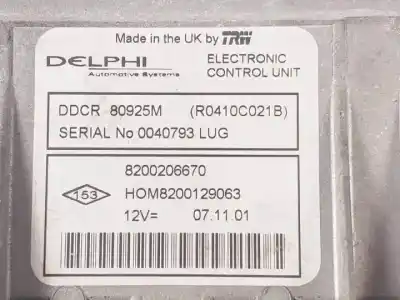 Made in the UK by TRW
DELPHI
Automotive Systems
ELECTRONIC
CONTROL UNIT
DDCR 80925M (R0410C021B)
SERIAL No 0040793 LUG
8200206670
153
HOM8200129063
12V= 07.11.01